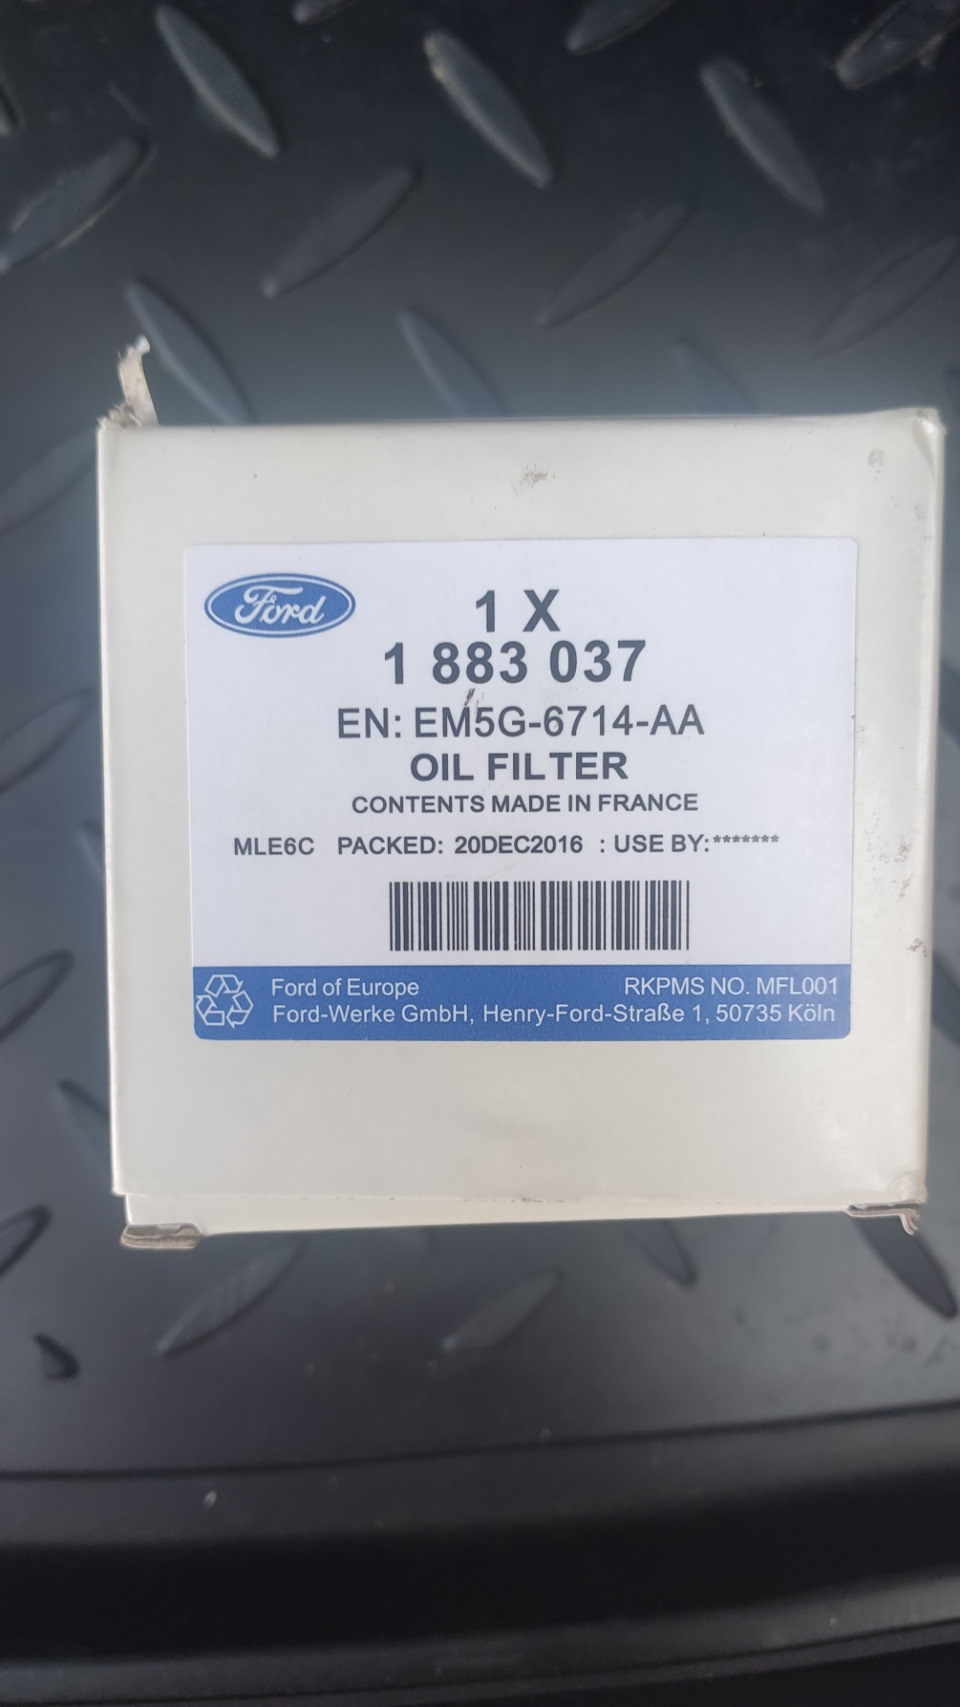 Ford
1 X
1 883 037
EN: EM5G-6714-AA
OIL FILTER
CONTENTS MADE IN FRANCE
MLE6C PACKED: 20DEC2016 : USE BY:*******
Ford of Europe RKPMS NO. MFL001
Ford-Werke GmbH, Henry-Ford-Straße 1, 50735 Köln